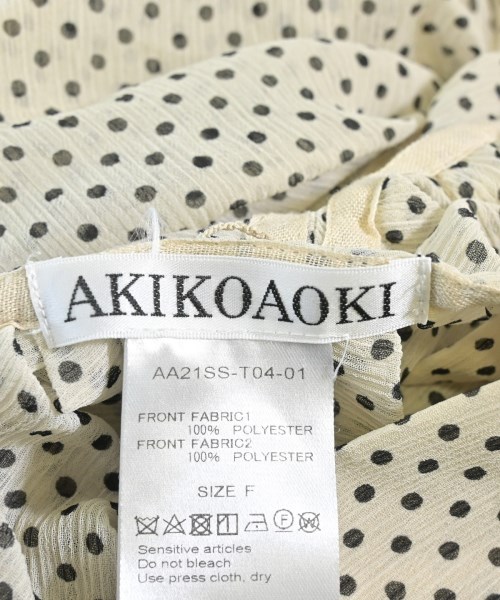 AKIKOAOKI
AA21SS-T04-01
FRONT FABRIC1
100% POLYESTER
FRONT FABRIC2
100% POLYESTER
SIZE F
Sensitive articles
Do not bleach
Use press cloth, dry